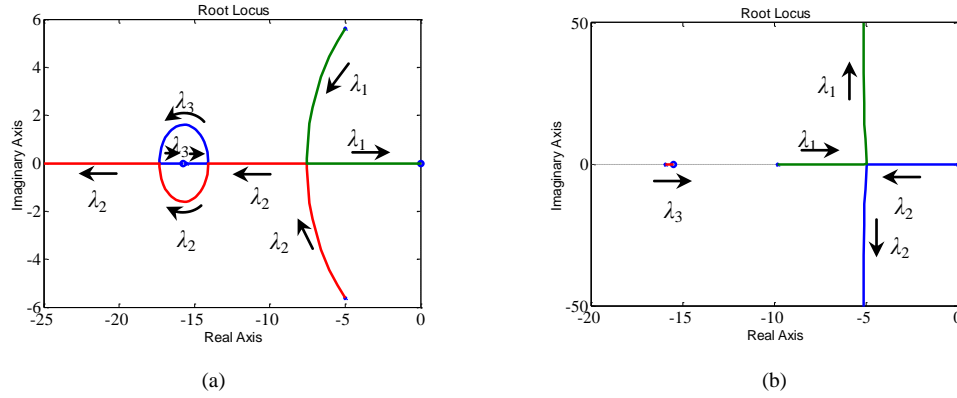 Root Locus
6
4
2
0
-2
-4
-6
-25
-20
-15
-10
-5
0
Imaginary Axis
Real Axis
λ3
λ3
λ1
λ1
λ2
λ2
λ2
λ2
(a)
Root Locus
50
0
-50
-20
-15
-10
-5
0
Imaginary Axis
Real Axis
λ1
λ1
λ3
λ2
λ2
(b)